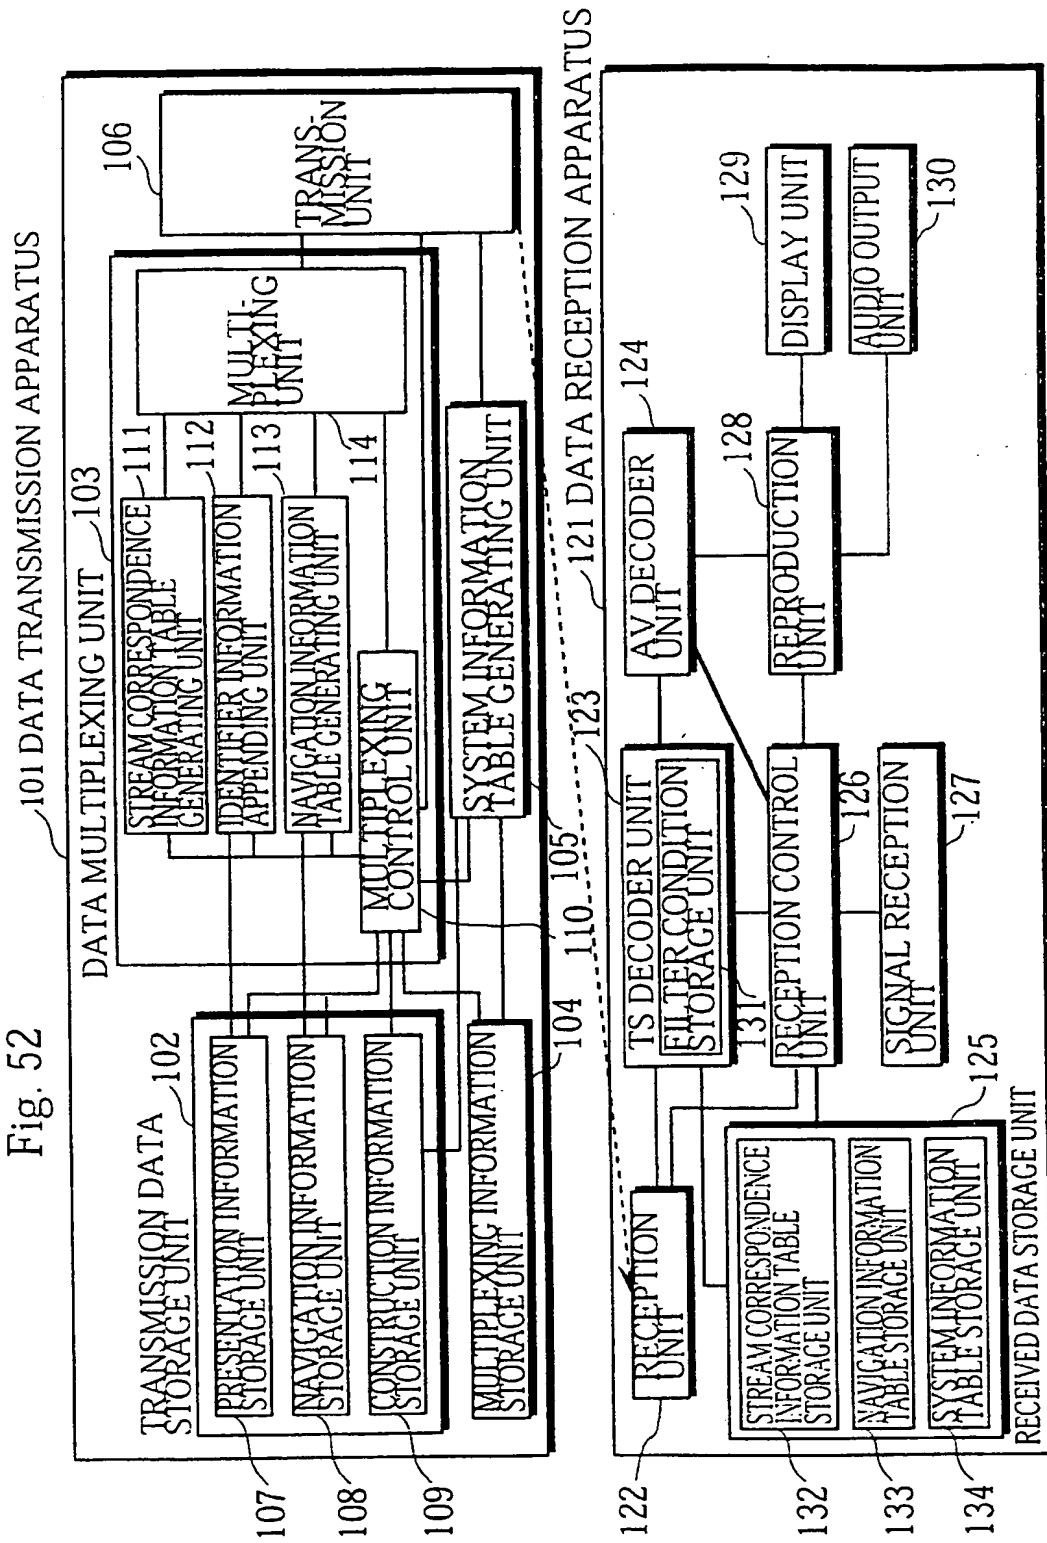 Fig. 52
101 DATA TRANSMISSION APPARATUS
DATA MULTIPLEXING UNIT
103
TRANSMISSION DATA
STORAGE UNIT
102
PRESENTATION INFORMATION
STORAGE UNIT
107
NAVIGATION INFORMATION
STORAGE UNIT
108
CONSTRUCTION INFORMATION
STORAGE UNIT
109
MULTIPLEXING INFORMATION
STORAGE UNIT
104
STREAM CORRESPONDENCE
INFORMATION TABLE
GENERATING UNIT
111
IDENTIFIER INFORMATION
APPENDING UNIT
112
NAVIGATION INFORMATION
TABLE GENERATING UNIT
113
MULTIPLEXING
CONTROL UNIT
110
MULTI-
PLEXING
UNIT
114
SYSTEM INFORMATION
TABLE GENERATING UNIT
105
TRANS-
MISSION
UNIT
106
121 DATA RECEPTION APPARATUS
RECEPTION
UNIT
122
TS DECODER UNIT
123
FILTER CONDITION
STORAGE UNIT
131
AV DECODER
UNIT
124
RECEPTION CONTROL
UNIT
126
SIGNAL RECEPTION
UNIT
127
REPRODUCTION
UNIT
128
DISPLAY UNIT
129
AUDIO OUTPUT
UNIT
130
125
STREAM CORRESPONDENCE
INFORMATION TABLE
STORAGE UNIT
132
NAVIGATION INFORMATION
TABLE STORAGE UNIT
133
SYSTEM INFORMATION
TABLE STORAGE UNIT
134
RECEIVED DATA STORAGE UNIT